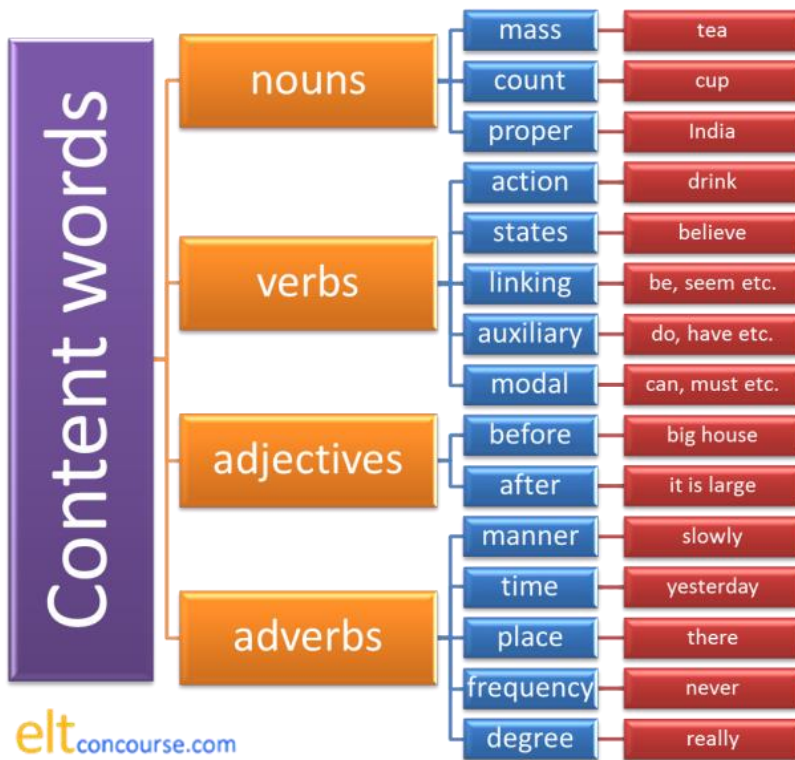 Content words
nouns
mass
tea
count
cup
proper
India
verbs
action
drink
states
believe
linking
be, seem etc.
auxiliary
do, have etc.
modal
can, must etc.
adjectives
before
big house
after
it is large
adverbs
manner
slowly
time
yesterday
place
there
frequency
never
degree
really
eltconcourse.com